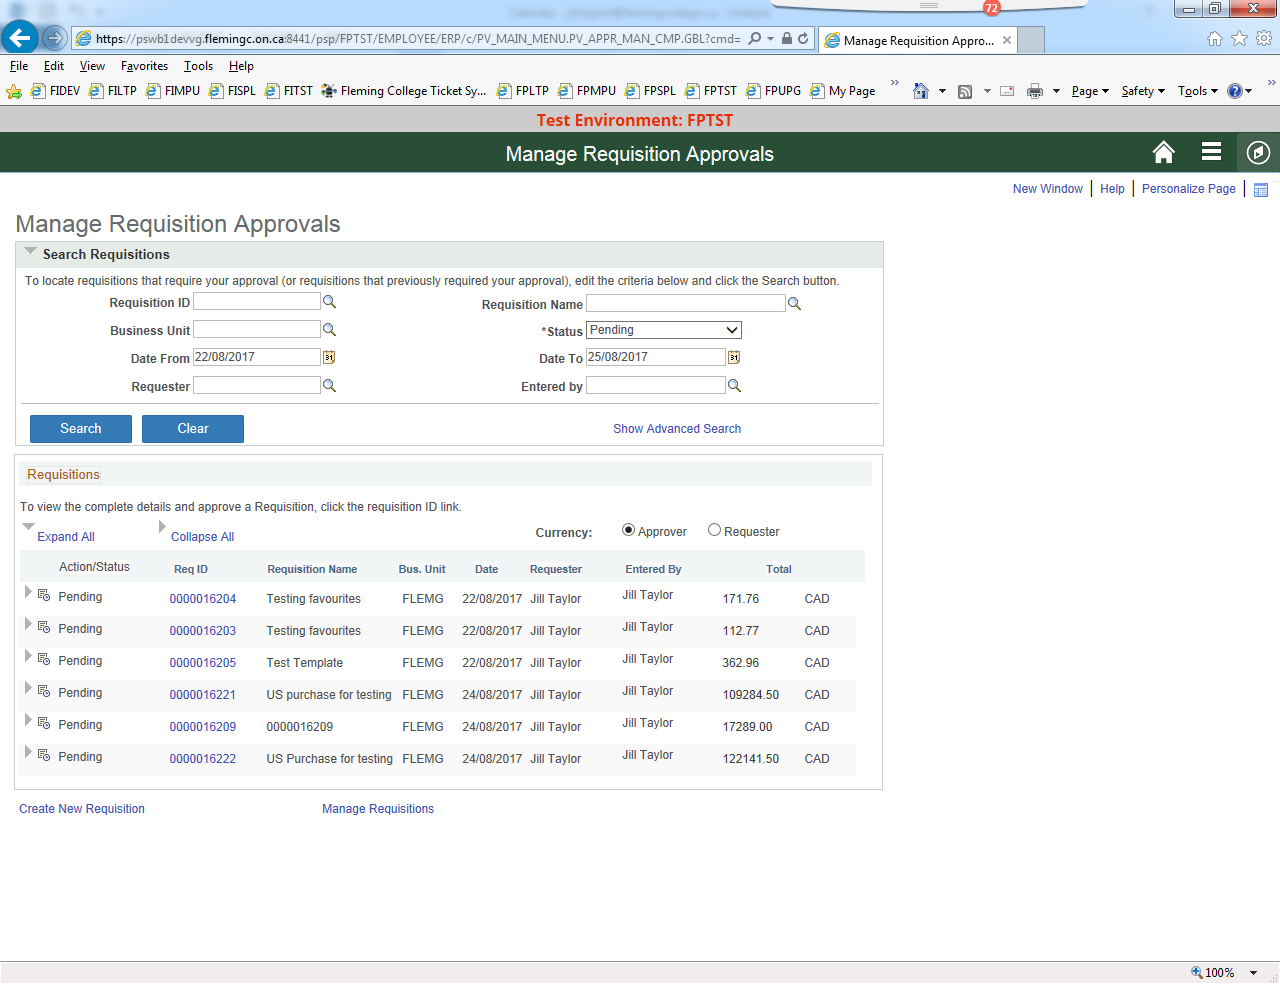 72
https://pswb1devvg.flemingc.on.ca:8441/psp/FPTST/EMPLOYEE/ERP/c/PV_MAIN_MENU.PV_APPR_MAN_CMP.GBL?cmd=
Manage Requisition Appro...
File Edit View Favorites Tools Help
FIDEV FILTP FIMPU FISPL FITST Fleming College Ticket Sy... FPLTP FPMPU FPSPL FPTST FPUPG My Page Page Safety Tools
Test Environment: FPTST
Manage Requisition Approvals
New Window Help Personalize Page
Manage Requisition Approvals
Search Requisitions
To locate requisitions that require your approval (or requisitions that previously required your approval), edit the criteria below and click the Search button.
Requisition ID Requisition Name
Business Unit *Status Pending
Date From 22/08/2017 31 Date To 25/08/2017 31
Requester Entered by
Search Clear Show Advanced Search
Requisitions
To view the complete details and approve a Requisition, click the requisition ID link.
Expand All Collapse All Currency: Approver Requester
Action/Status Req ID Requisition Name Bus. Unit Date Requester Entered By Total
Pending 0000016204 Testing favourites FLEMG 22/08/2017 Jill Taylor Jill Taylor 171.76 CAD
Pending 0000016203 Testing favourites FLEMG 22/08/2017 Jill Taylor Jill Taylor 112.77 CAD
Pending 0000016205 Test Template FLEMG 22/08/2017 Jill Taylor Jill Taylor 362.96 CAD
Pending 0000016221 US purchase for testing FLEMG 24/08/2017 Jill Taylor Jill Taylor 109284.50 CAD
Pending 0000016209 0000016209 FLEMG 24/08/2017 Jill Taylor Jill Taylor 17289.00 CAD
Pending 0000016222 US Purchase for testing FLEMG 24/08/2017 Jill Taylor Jill Taylor 122141.50 CAD
Create New Requisition Manage Requisitions
100%